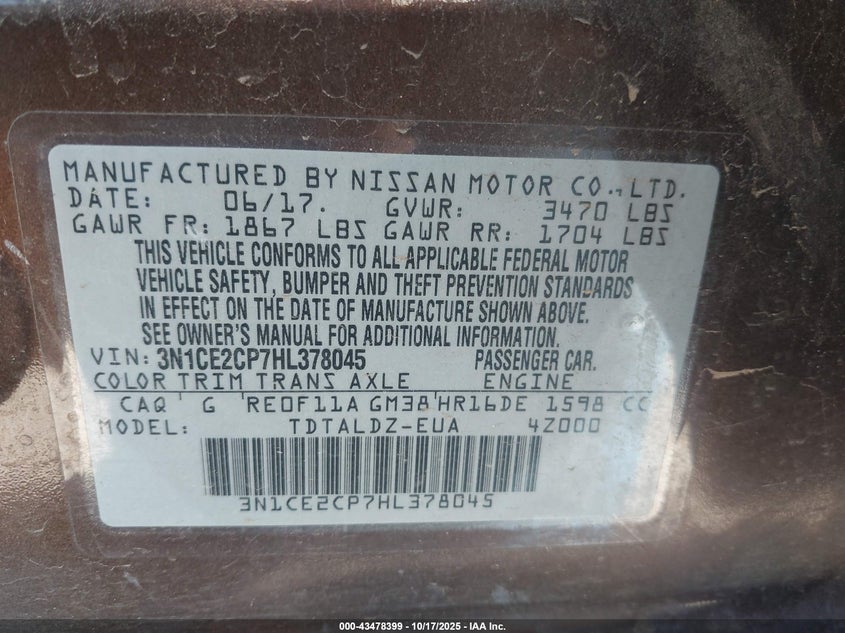 MANUFACTURED BY NISSAN MOTOR CO., LTD.
DATE: 06/17. GVWR: 3470 LBS
GAWR FR: 1867 LBS GAWR RR: 1704 LBS
THIS VEHICLE CONFORMS TO ALL APPLICABLE FEDERAL MOTOR
VEHICLE SAFETY, BUMPER AND THEFT PREVENTION STANDARDS
IN EFFECT ON THE DATE OF MANUFACTURE SHOWN ABOVE.
SEE OWNER'S MANUAL FOR ADDITIONAL INFORMATION.
VIN: 3N1CE2CP7HL378045 PASSENGER CAR.
COLOR TRIM TRANS AXLE ENGINE
CAQ G RE0F11A GM38 HR16DE 1598 CC
MODEL: TDTALDZ-EUA 4Z000
3N1CE2CP7HL378045
000-43478399 - 10/17/2025 - IAA Inc.